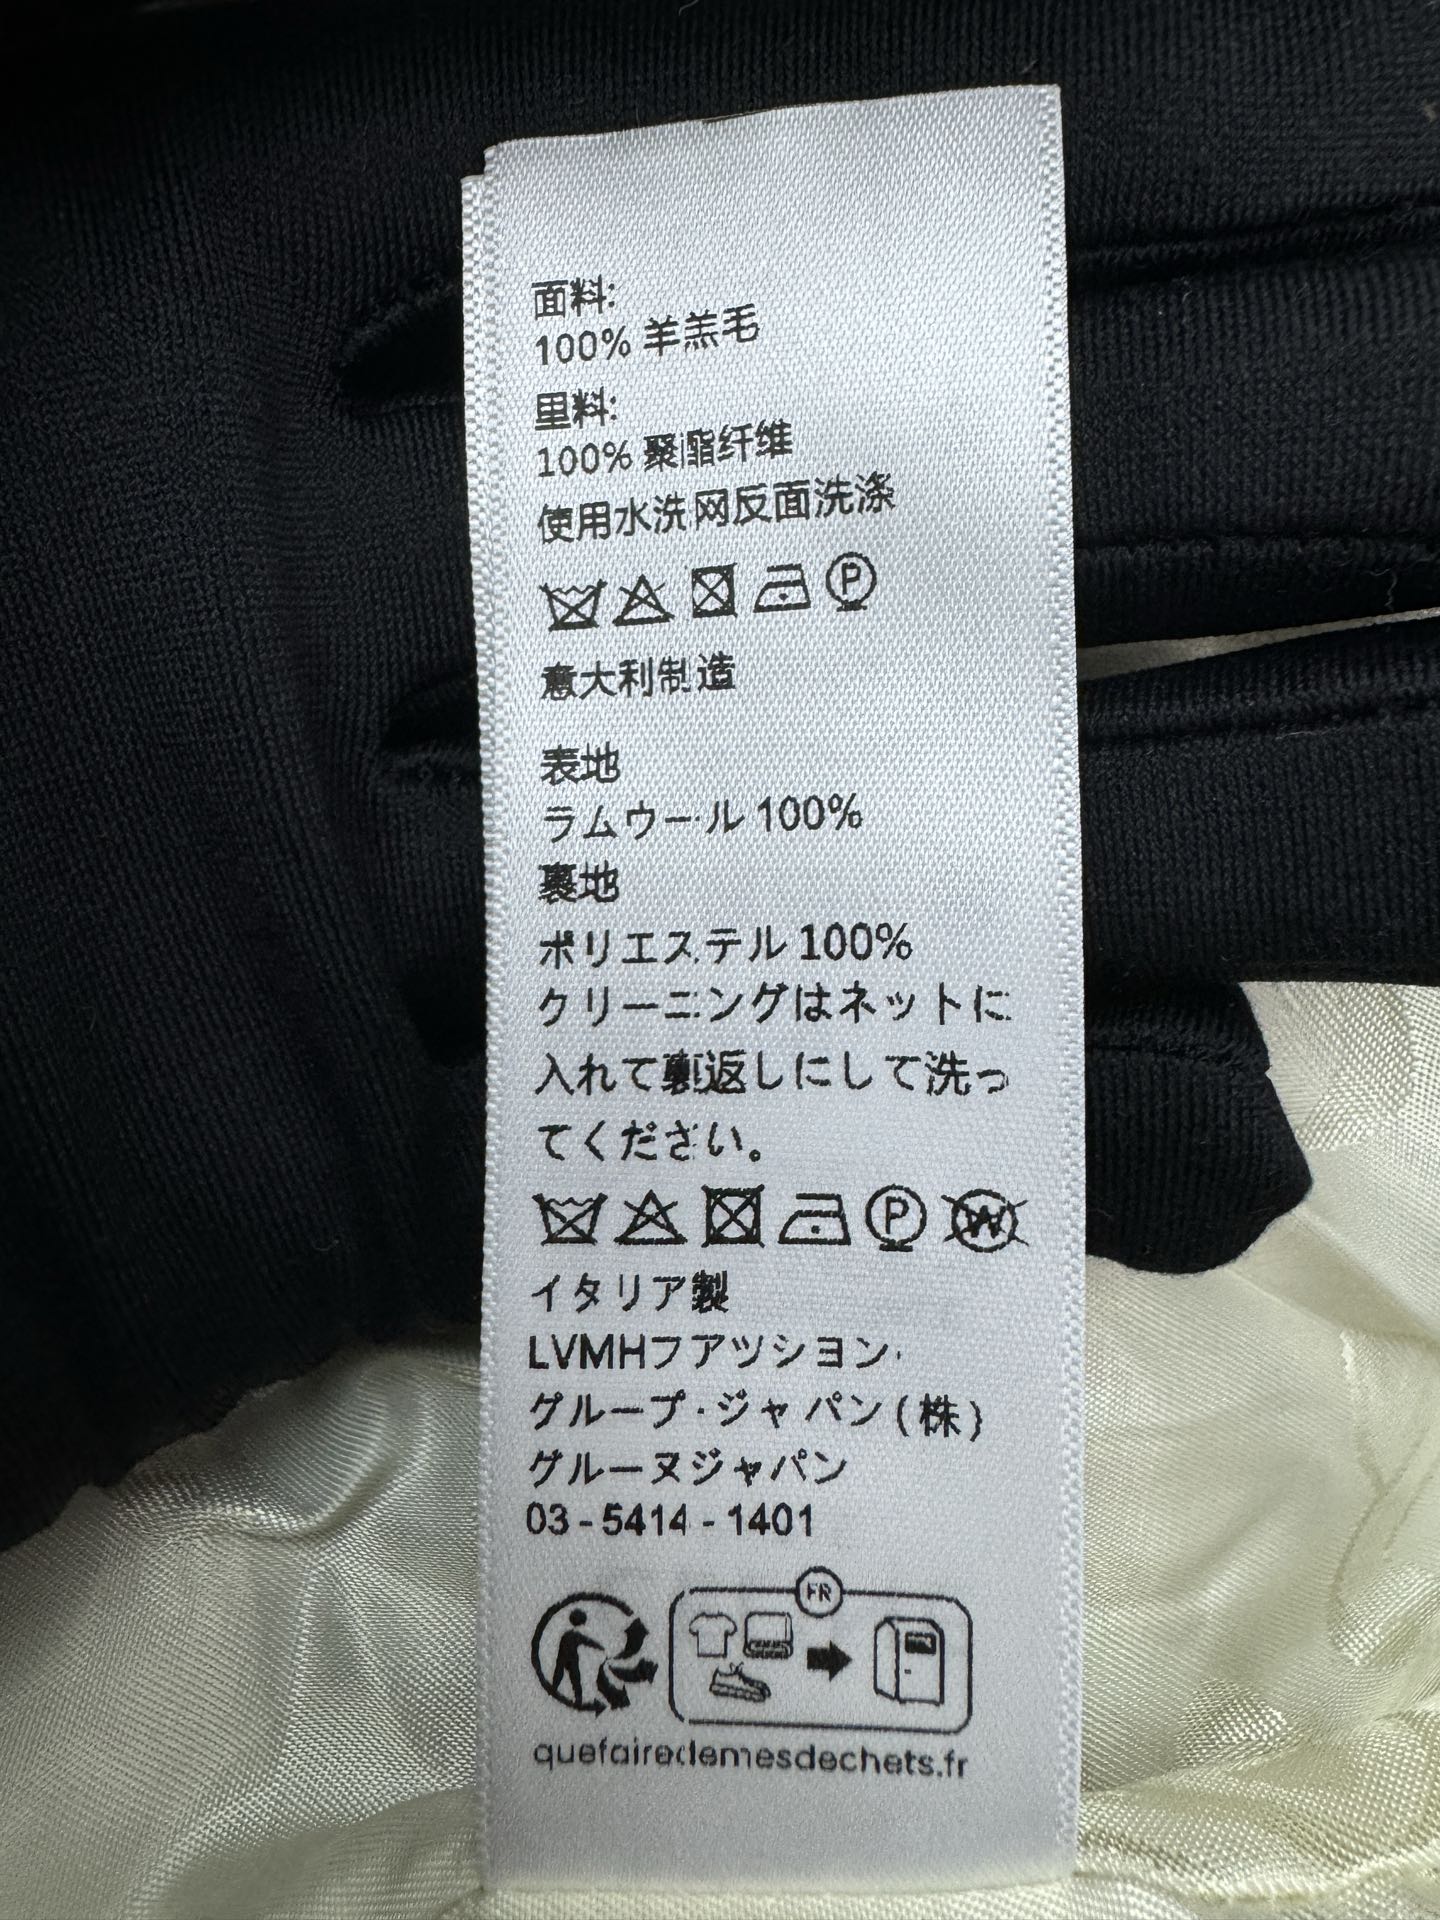 面料:
100% 羊羔毛
里料:
100% 聚酯纤维
使用水洗网反面洗涤
P
意大利制造
表地
ラムウール 100%
裏地
ポリエステル 100%
クリーニングはネットに
入れて裏返しにして洗っ
てください。
P W
イタリア製
LVMHフアツシヨン・
グループ・ジャパン(株)
グルーヌジャパン
03-5414-1401
FR
quefairedemesdechets.fr